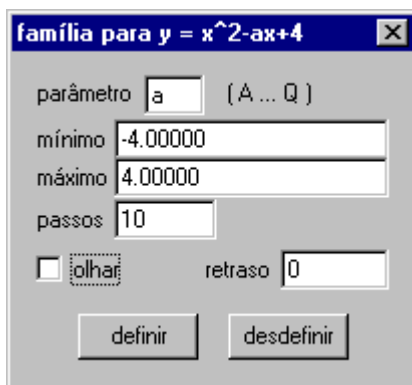 família para y = x^2-ax+4
parâmetro a ( A ... Q )
mínimo -4.00000
máximo 4.00000
passos 10
olhar retraso 0
definir desdefinir